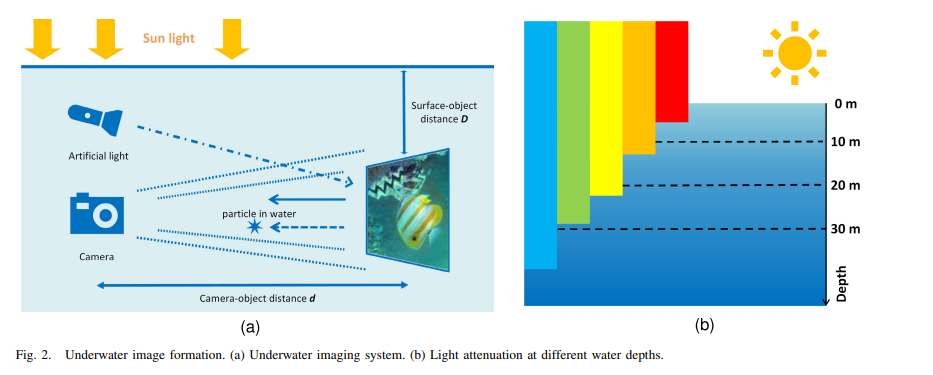 Sun light
Surface-object
distance D
Artificial light
particle in water
Camera
Camera-object distance d
(a)
0 m
10 m
20 m
30 m
Depth
(b)
Fig. 2. Underwater image formation. (a) Underwater imaging system. (b) Light attenuation at different water depths.